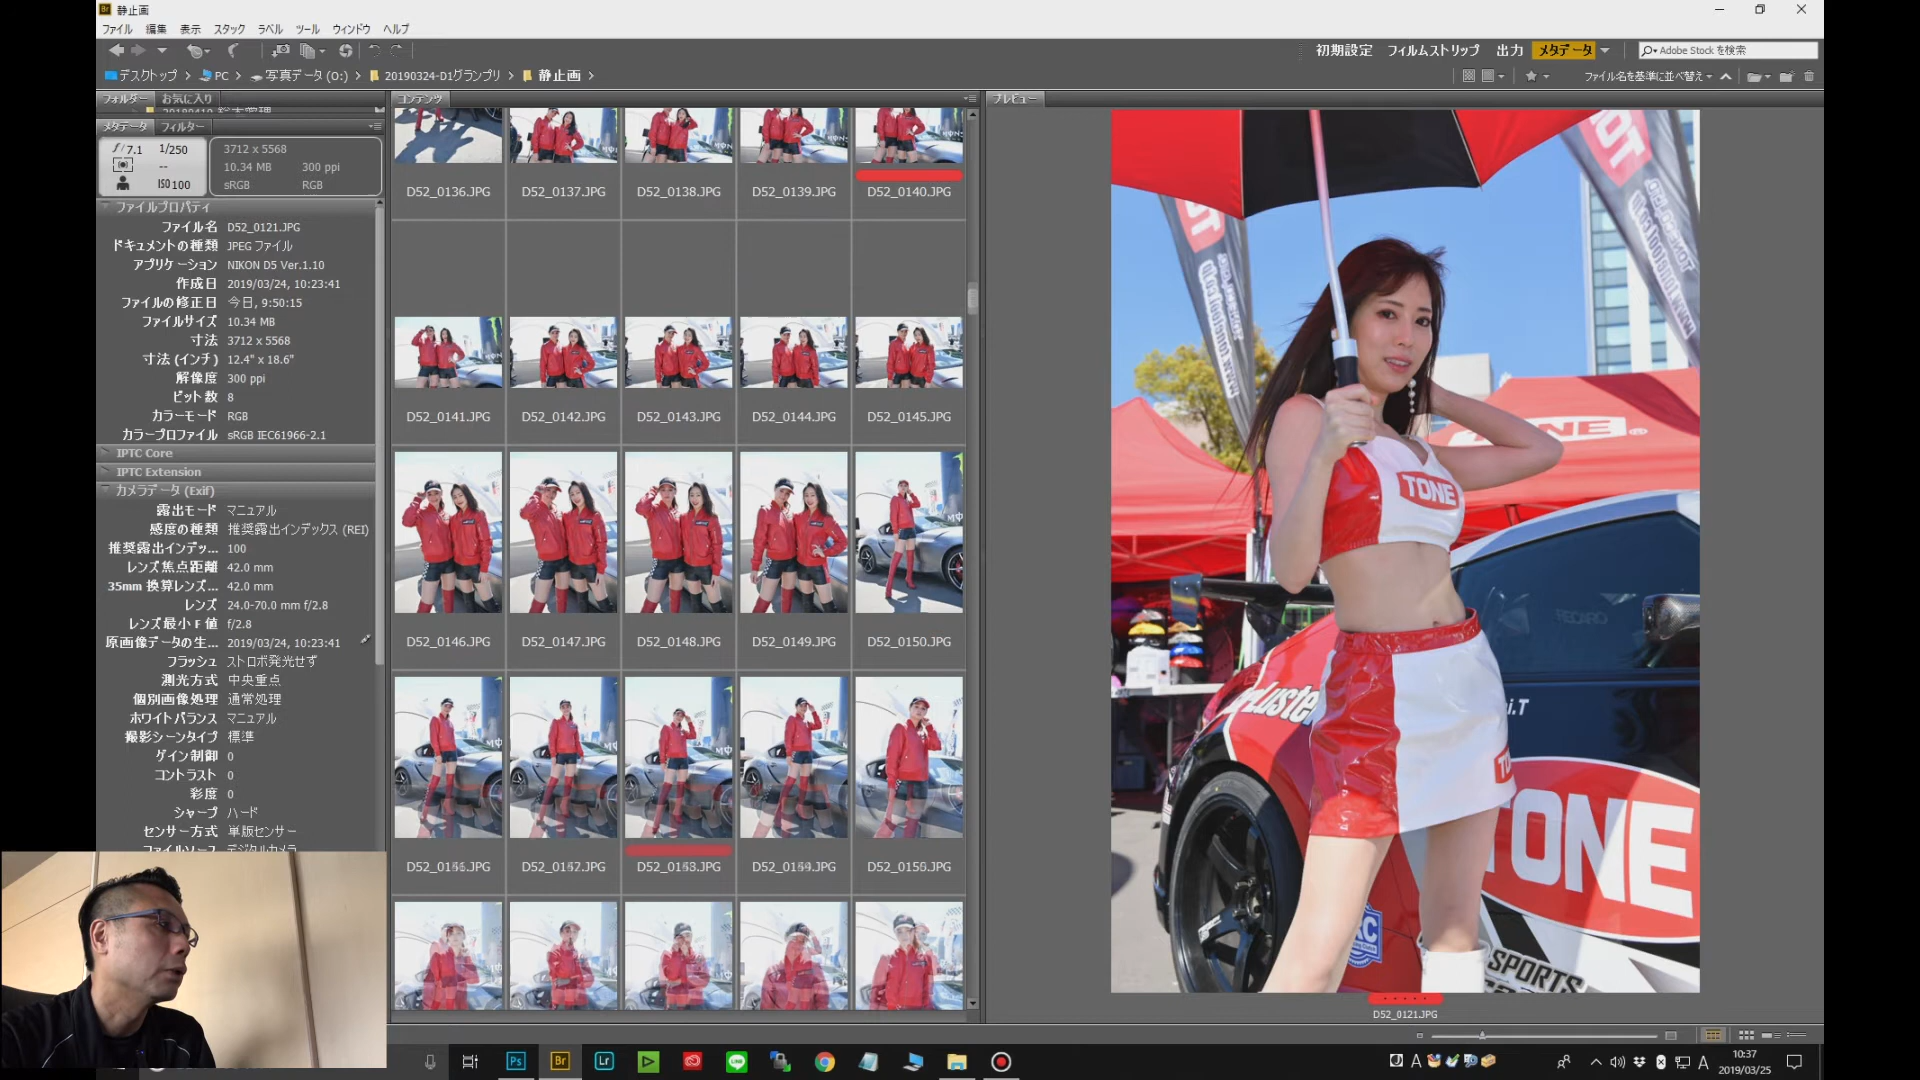 Br 静止画
ファイル 編集 表示 スタック ラベル ツール ウィンドウ ヘルプ
初期設定 フィルムストリップ 出力 メタデータ
Adobe Stock を検索
デスクトップ > PC > 写真データ (O:) > 20190324-D1グランプリ > 静止画 >
ファイル名を基準に並べ替え
フォルダー お気に入り
コンテンツ
プレビュー
メタデータ フィルター
f/7.1 1/250
--
ISO100
3712 x 5568
10.34 MB 300 ppi
sRGB RGB
ファイルプロパティ
ファイル名 D52_0121.JPG
ドキュメントの種類 JPEG ファイル
アプリケーション NIKON D5 Ver.1.10
作成日 2019/03/24, 10:23:41
ファイルの修正日 今日, 9:50:15
ファイルサイズ 10.34 MB
寸法 3712 x 5568
寸法 (インチ) 12.4" x 18.6"
解像度 300 ppi
ビット数 8
カラーモード RGB
カラープロファイル sRGB IEC61966-2.1
IPTC Core
IPTC Extension
カメラデータ (Exif)
露出モード マニュアル
感度の種類 推奨露出インデックス (REI)
推奨露出インデッ... 100
レンズ焦点距離 42.0 mm
35mm 換算レンズ... 42.0 mm
レンズ 24.0-70.0 mm f/2.8
レンズ最小 F 値 f/2.8
原画像データの生... 2019/03/24, 10:23:41
フラッシュ ストロボ発光せず
測光方式 中央重点
個別画像処理 通常処理
ホワイトバランス マニュアル
撮影シーンタイプ 標準
ゲイン制御 0
コントラスト 0
彩度 0
シャープ ハード
センサー方式 単版センサー
ファイルソース デジタルカメラ
D52_0136.JPG D52_0137.JPG D52_0138.JPG D52_0139.JPG D52_0140.JPG
D52_0141.JPG D52_0142.JPG D52_0143.JPG D52_0144.JPG D52_0145.JPG
D52_0146.JPG D52_0147.JPG D52_0148.JPG D52_0149.JPG D52_0150.JPG
TONE
TONE
TONE
SPORTS
D52_0121.JPG
Ps Br Lr
LINE
A
A
10:37
2019/03/25